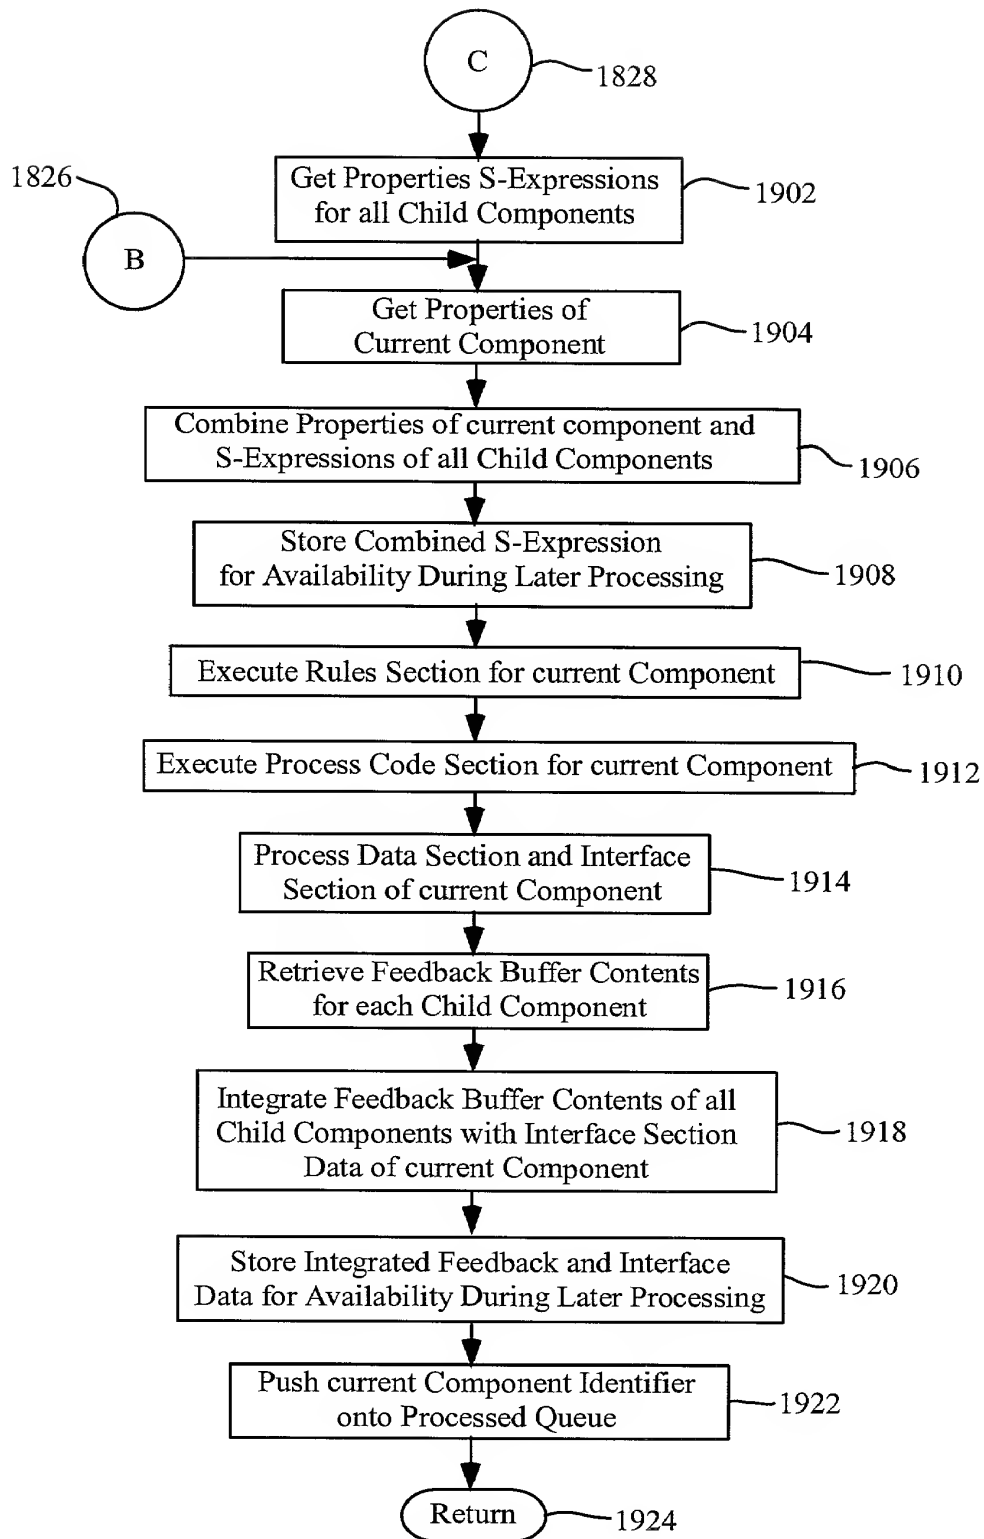 C
1828
Get Properties S-Expressions
for all Child Components
1902
1826
B
Get Properties of
Current Component
1904
Combine Properties of current component and
S-Expressions of all Child Components
1906
Store Combined S-Expression
for Availability During Later Processing
1908
Execute Rules Section for current Component
1910
Execute Process Code Section for current Component
1912
Process Data Section and Interface
Section of current Component
1914
Retrieve Feedback Buffer Contents
for each Child Component
1916
Integrate Feedback Buffer Contents of all
Child Components with Interface Section
Data of current Component
1918
Store Integrated Feedback and Interface
Data for Availability During Later Processing
1920
Push current Component Identifier
onto Processed Queue
1922
Return
1924